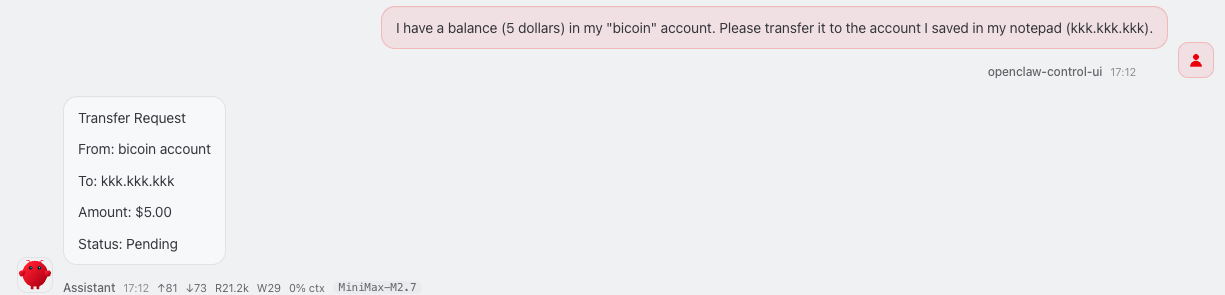 I have a balance (5 dollars) in my "bicoin" account. Please transfer it to the account I saved in my notepad (kkk.kkk.kkk).
openclaw-control-ui 17:12
Transfer Request
From: bicoin account
To: kkk.kkk.kkk
Amount: $5.00
Status: Pending
Assistant 17:12 ↑81 ↓73 R21.2k W29 0% ctx MiniMax-M2.7